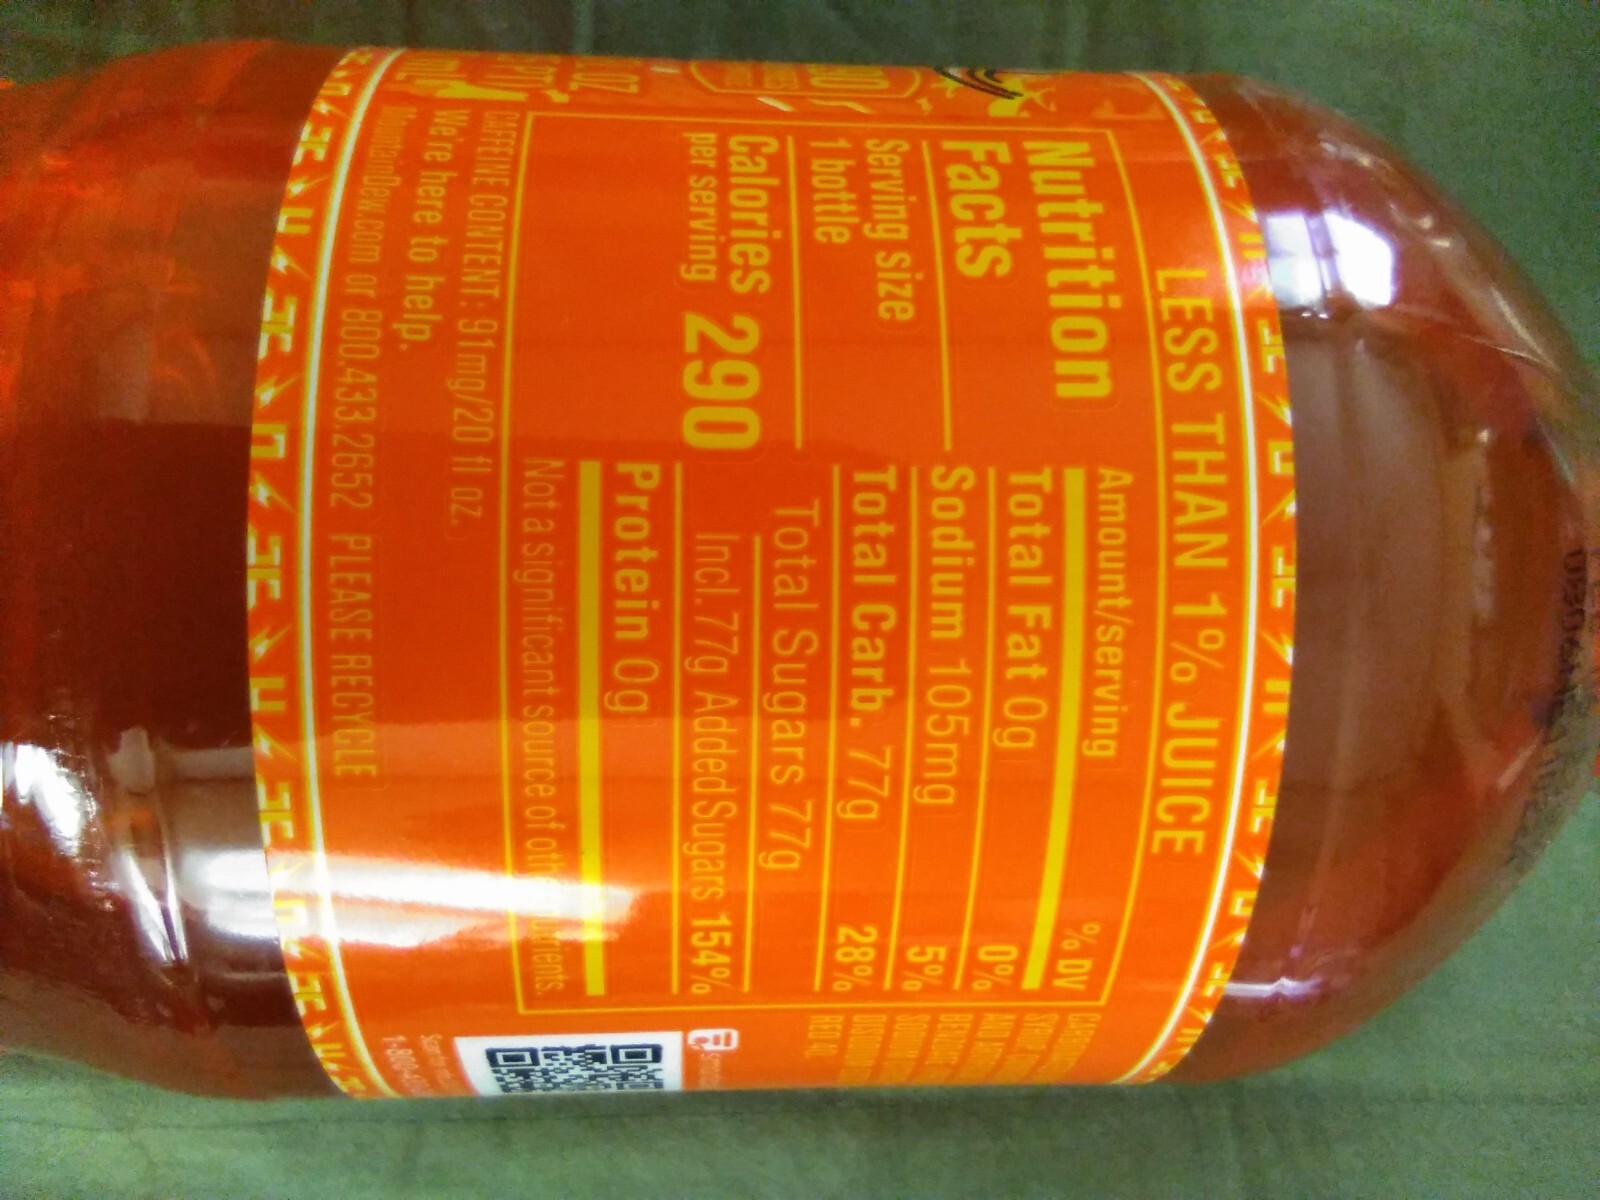 LESS THAN 1% JUICE
Nutrition
Facts
Serving size
1 bottle
Calories 290
per serving
Amount/serving % DV
Total Fat 0g 0%
Sodium 105mg 5%
Total Carb. 77g 28%
Total Sugars 77g
Incl. 77g Added Sugars 154%
Protein 0g
Not a significant source of other nutrients.
CAFFEINE CONTENT: 91mg/20 fl oz.
We're here to help.
MountainDew.com or 800.433.2652 PLEASE RECYCLE
OZ
RED 40